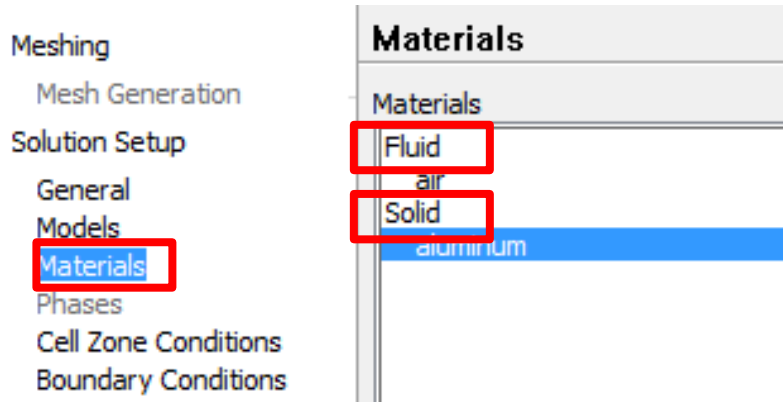 Meshing
Mesh Generation
Solution Setup
General
Models
Materials
Phases
Cell Zone Conditions
Boundary Conditions
Materials
Materials
Fluid
air
Solid
aluminum